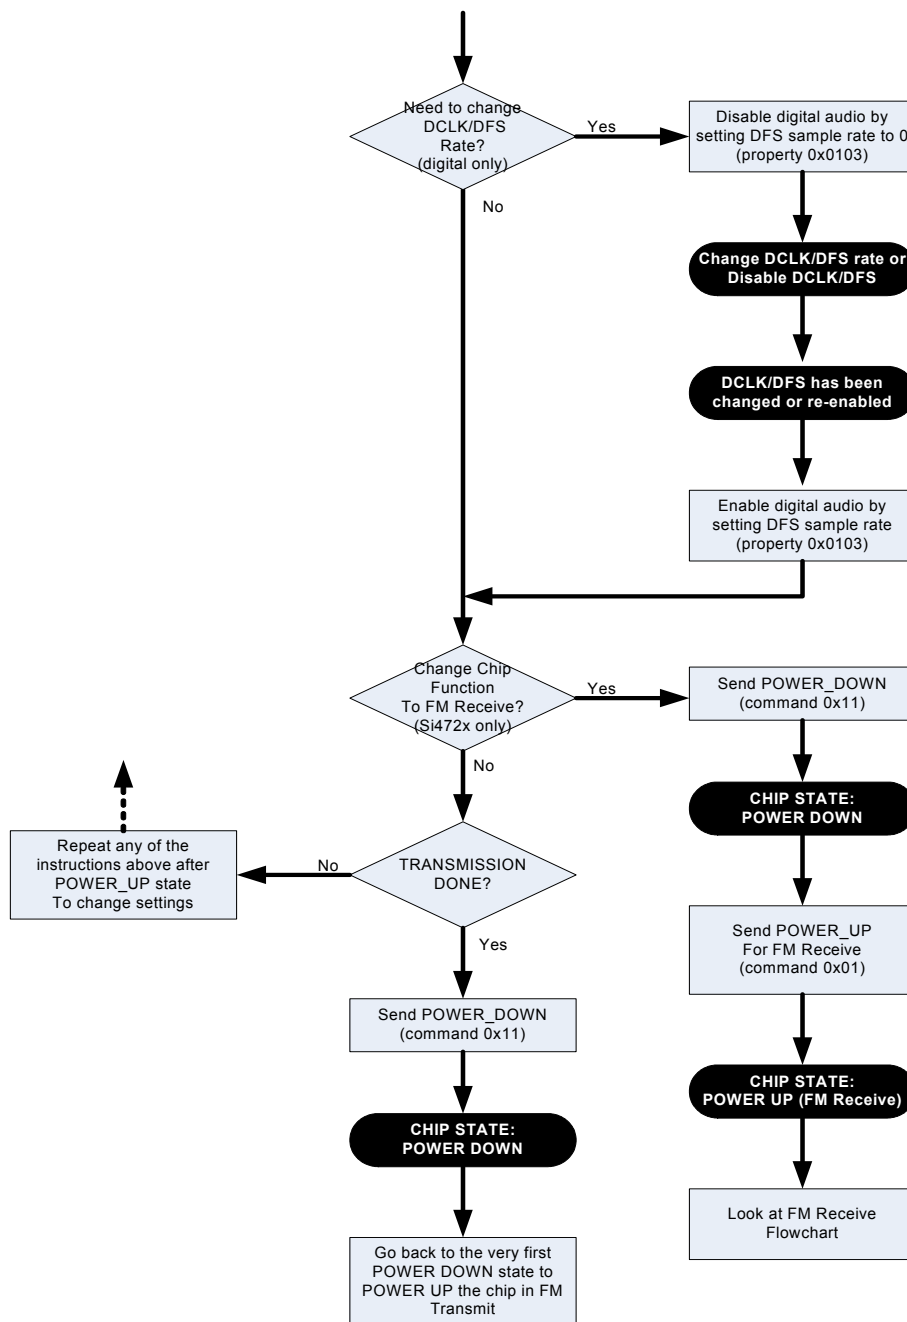 Need to change
DCLK/DFS
Rate?
(digital only)
Yes
Disable digital audio by
setting DFS sample rate to 0
(property 0x0103)
No
Change DCLK/DFS rate or
Disable DCLK/DFS
DCLK/DFS has been
changed or re-enabled
Enable digital audio by
setting DFS sample rate
(property 0x0103)
Change Chip
Function
To FM Receive?
(Si472x only)
Yes
Send POWER_DOWN
(command 0x11)
No
CHIP STATE:
POWER DOWN
Repeat any of the
instructions above after
POWER_UP state
To change settings
No
TRANSMISSION
DONE?
Yes
Send POWER_UP
For FM Receive
(command 0x01)
Send POWER_DOWN
(command 0x11)
CHIP STATE:
POWER UP (FM Receive)
CHIP STATE:
POWER DOWN
Look at FM Receive
Flowchart
Go back to the very first
POWER DOWN state to
POWER UP the chip in FM
Transmit